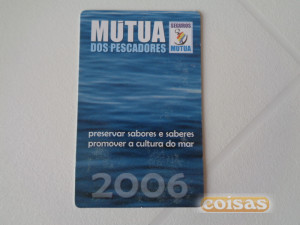 MÚTUA
DOS PESCADORES
SEGUROS
MÚTUA
preservar sabores e saberes
promover a cultura do mar
2006
coisas